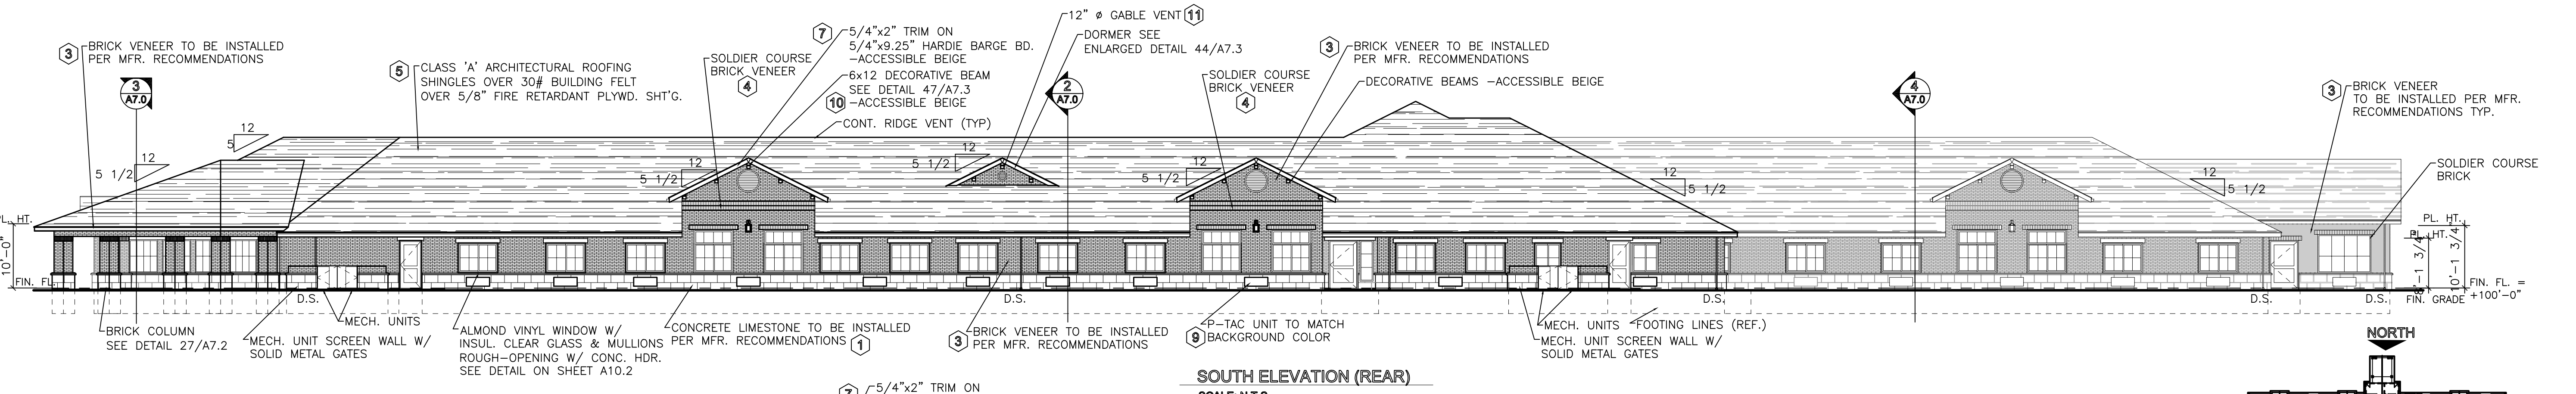 3
BRICK VENEER TO BE INSTALLED
PER MFR. RECOMMENDATIONS
3
A7.0
5
CLASS 'A' ARCHITECTURAL ROOFING
SHINGLES OVER 30# BUILDING FELT
OVER 5/8" FIRE RETARDANT PLYWD. SHT'G.
SOLDIER COURSE
BRICK VENEER
4
7
5/4"x2" TRIM ON
5/4"x9.25" HARDIE BARGE BD.
-ACCESSIBLE BEIGE
6x12 DECORATIVE BEAM
SEE DETAIL 47/A7.3
10
-ACCESSIBLE BEIGE
CONT. RIDGE VENT (TYP)
12" ø GABLE VENT
11
DORMER SEE
ENLARGED DETAIL 44/A7.3
2
A7.0
SOLDIER COURSE
BRICK VENEER
4
3
BRICK VENEER TO BE INSTALLED
PER MFR. RECOMMENDATIONS
DECORATIVE BEAMS -ACCESSIBLE BEIGE
4
A7.0
3
BRICK VENEER
TO BE INSTALLED PER MFR.
RECOMMENDATIONS TYP.
SOLDIER COURSE
BRICK
12
5
12
5 1/2
12
5 1/2
12
5 1/2
12
5 1/2
12
5 1/2
12
5 1/2
PL. HT.
10'-0"
FIN. FL.
PL. HT.
PL. HT.
8'-1 3/4"
10'-1 3/4"
FIN. FL. =
+100'-0"
FIN. GRADE
D.S.
D.S.
D.S.
D.S.
D.S.
BRICK COLUMN
SEE DETAIL 27/A7.2
MECH. UNITS
MECH. UNIT SCREEN WALL W/
SOLID METAL GATES
ALMOND VINYL WINDOW W/
INSUL. CLEAR GLASS & MULLIONS
ROUGH-OPENING W/ CONC. HDR.
SEE DETAIL ON SHEET A10.2
CONCRETE LIMESTONE TO BE INSTALLED
PER MFR. RECOMMENDATIONS
1
3
BRICK VENEER TO BE INSTALLED
PER MFR. RECOMMENDATIONS
9
P-TAC UNIT TO MATCH
BACKGROUND COLOR
MECH. UNITS
FOOTING LINES (REF.)
MECH. UNIT SCREEN WALL W/
SOLID METAL GATES
SOUTH ELEVATION (REAR)
NORTH
5/4"x2" TRIM ON